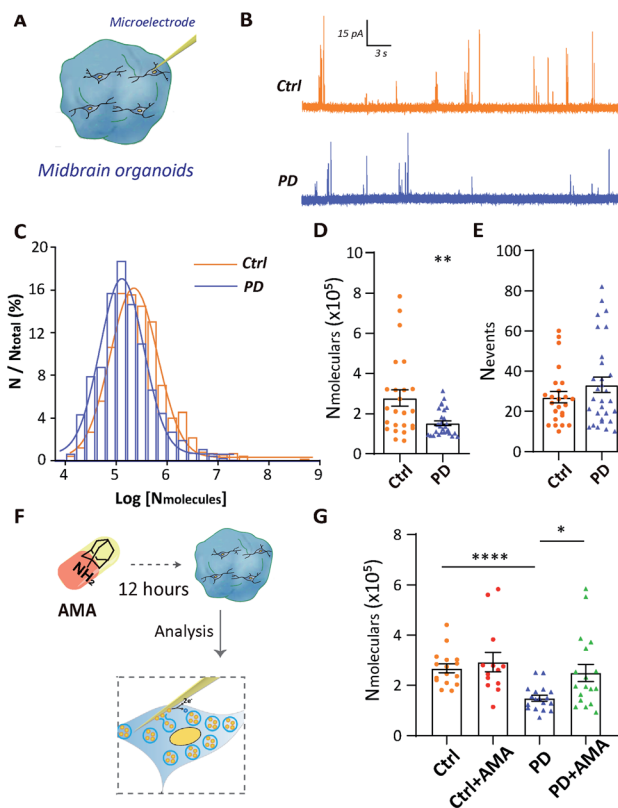 A
Microelectrode
Midbrain organoids
B
15 pA
3 s
Ctrl
PD
C
N / Ntotal (%)
20
16
12
8
4
0
Ctrl
PD
4
5
6
7
8
9
Log [Nmolecules]
D
Nmoleculars (x10⁵)
10
8
6
4
2
0
**
Ctrl
PD
E
Nevents
100
80
60
40
20
0
Ctrl
PD
F
NH₂
AMA
12 hours
Analysis
2e⁻
G
Nmoleculars (x10⁵)
8
6
4
2
0
****
*
Ctrl
Ctrl+AMA
PD
PD+AMA